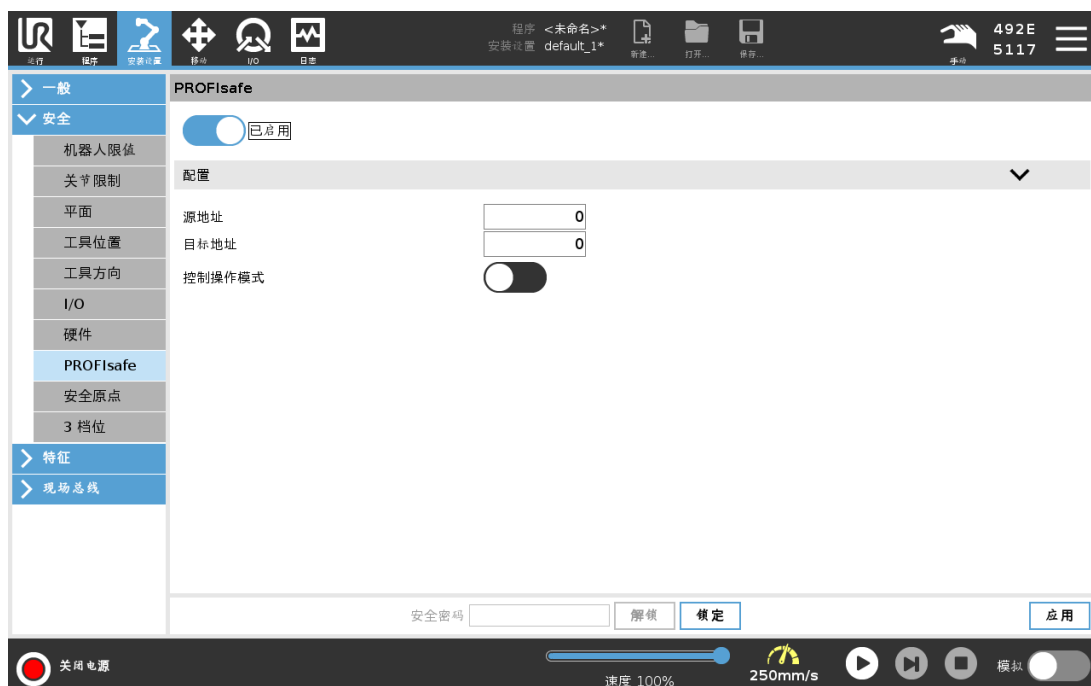 UR
程序 <未命名>*
安装设置 default_1*
运行 程序 安装设置 移动 I/O 日志 新建... 打开... 保存... 手动
492E
5117
一般
安全
机器人限值
关节限制
平面
工具位置
工具方向
I/O
硬件
PROFIsafe
安全原点
3 档位
特征
现场总线
PROFIsafe
已启用
配置
源地址 0
目标地址 0
控制操作模式
安全密码 解锁 锁定 应用
关闭电源
速度 100%
250mm/s
模拟